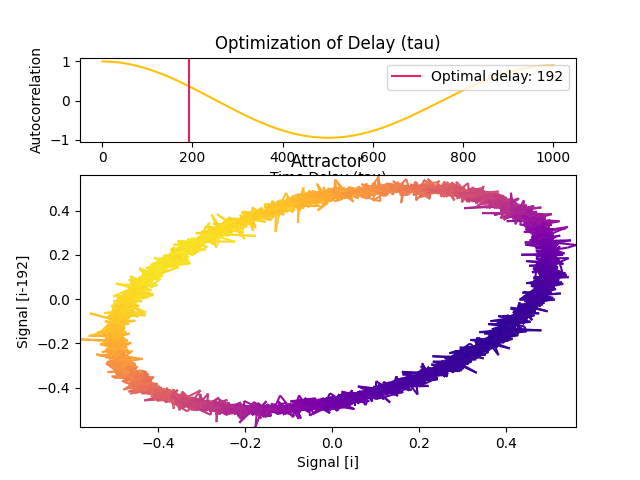 Optimization of Delay (tau)
Autocorrelation
1
0
−1
Optimal delay: 192
0 200 400 600 800 1000
Time Delay (tau)
Attractor
Signal [i-192]
0.4
0.2
0.0
−0.2
−0.4
−0.4 −0.2 0.0 0.2 0.4
Signal [i]